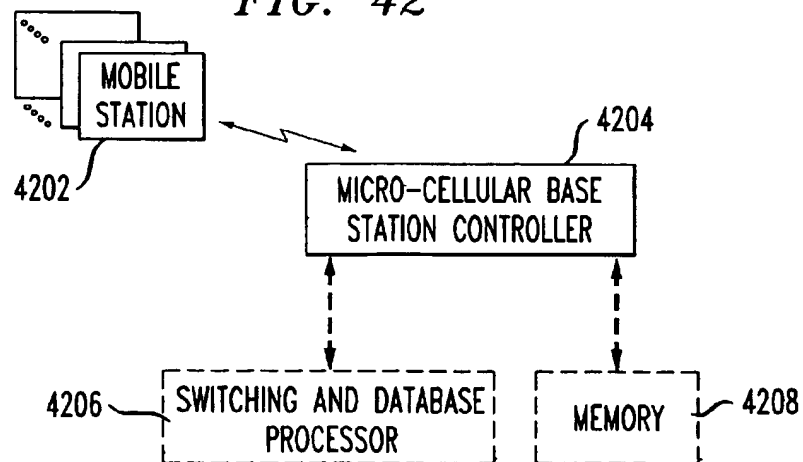 FIG. 42
MOBILE
STATION
4202
4204
MICRO-CELLULAR BASE
STATION CONTROLLER
4206
SWITCHING AND DATABASE
PROCESSOR
MEMORY
4208